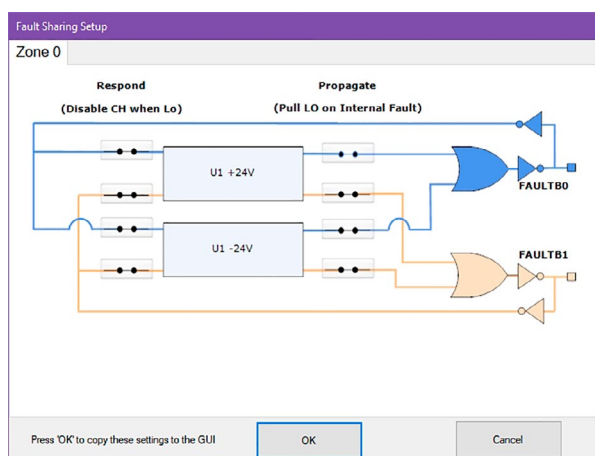 Fault Sharing Setup
Zone 0
Respond
(Disable CH when Lo)
Propagate
(Pull LO on Internal Fault)
U1 +24V
FAULTB0
U1 -24V
FAULTB1
Press 'OK' to copy these settings to the GUI
OK
Cancel